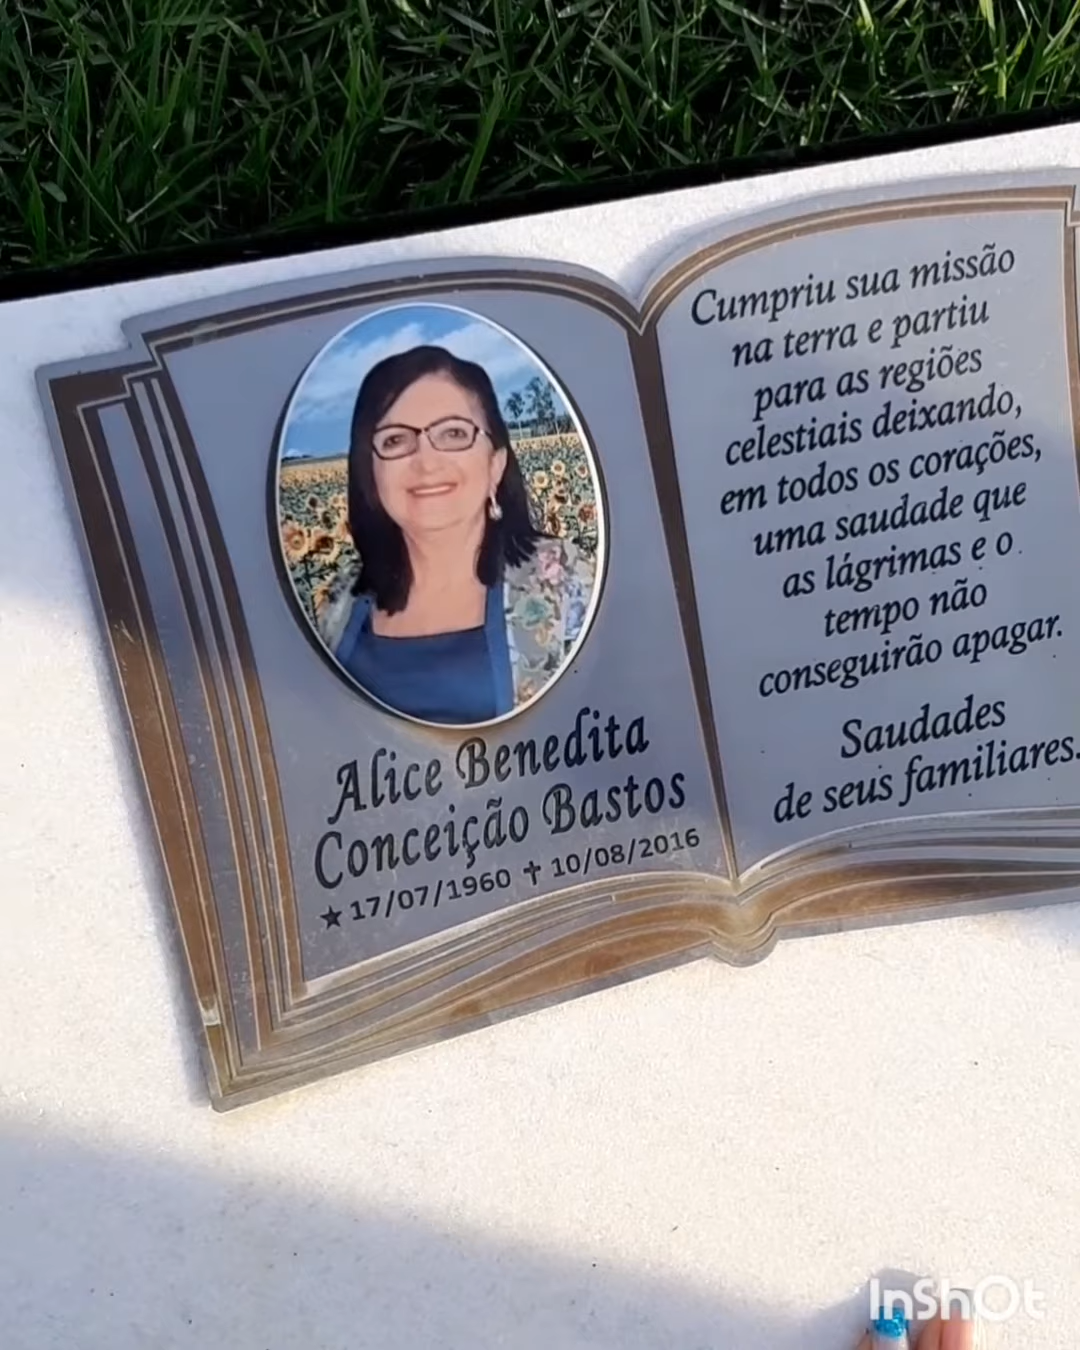 Alice Benedita
Conceição Bastos
★ 17/07/1960 ✝ 10/08/2016
Cumpriu sua missão
na terra e partiu
para as regiões
celestiais deixando,
em todos os corações,
uma saudade que
as lágrimas e o
tempo não
conseguirão apagar.
Saudades
de seus familiares.
InShOt